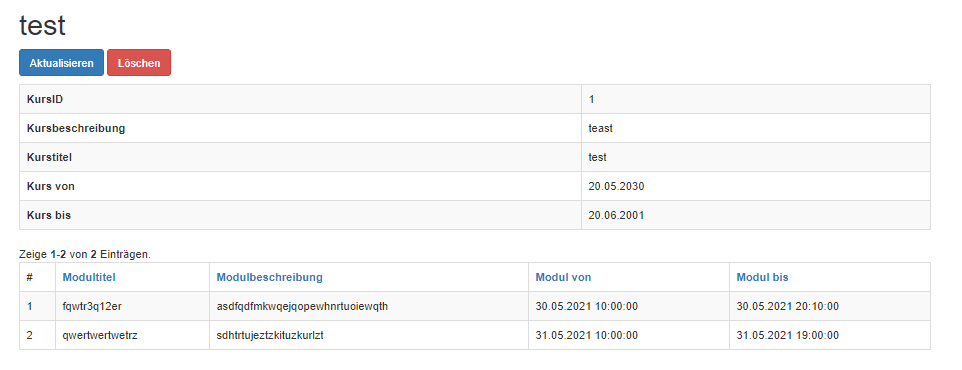 test
Aktualisieren Löschen
KursID 1
Kursbeschreibung teast
Kurstitel test
Kurs von 20.05.2030
Kurs bis 20.06.2001
Zeige 1-2 von 2 Einträgen.
# Modultitel Modulbeschreibung Modul von Modul bis
1 fqwtr3q12er asdfqdfmkwqejqopewhnrtuoiewqth 30.05.2021 10:00:00 30.05.2021 20:10:00
2 qwertwertwetrz sdhtrtujeztzkituzkurlzt 31.05.2021 10:00:00 31.05.2021 19:00:00